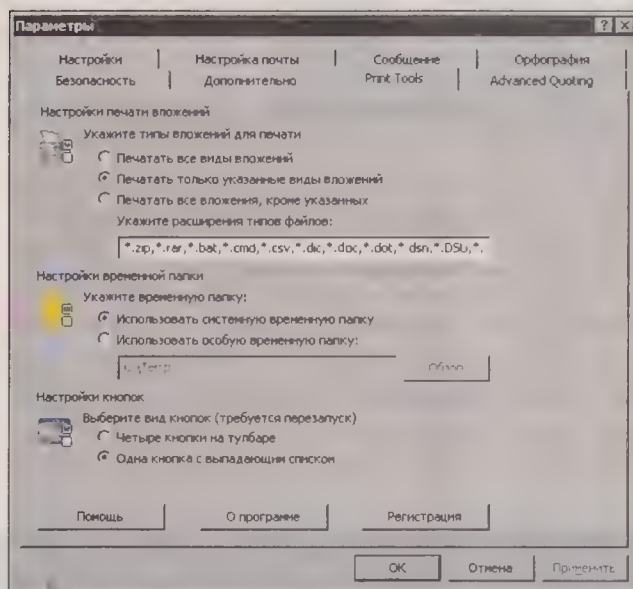 Параметры
Настройки | Настройка почты | Сообщение | Орфография
Безопасность | Дополнительно | Print Tools | Advanced Quoting
Настройки печати вложений
Укажите типы вложений для печати
Печатать все виды вложений
Печатать только указанные виды вложений
Печатать все вложения, кроме указанных
Укажите расширения типов файлов:
*.zip,*.rar,*.bat,*.cmd,*.csv,*.dic,*.doc,*.dot,*.dsn,*.DSU,*.
Настройки временной папки
Укажите временную папку:
Использовать системную временную папку
Использовать особую временную папку:
Обзор
Настройки кнопок
Выберите вид кнопок (требуется перезапуск)
Четыре кнопки на тулбаре
Одна кнопка с выпадающим списком
Помощь
О программе
Регистрация
OK
Отмена
Применить